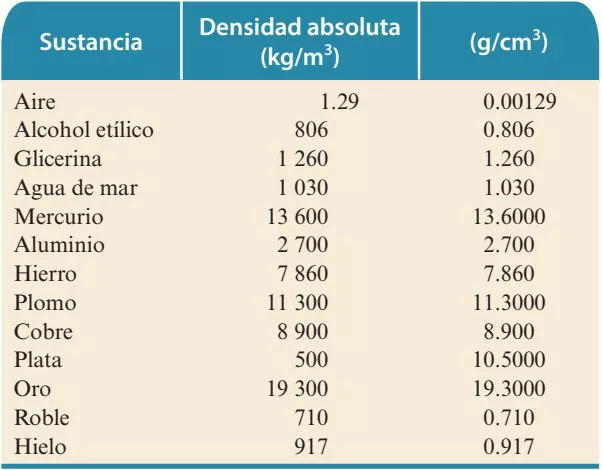 Sustancia Densidad absoluta (kg/m³) (g/cm³)
Aire 1.29 0.00129
Alcohol etílico 806 0.806
Glicerina 1 260 1.260
Agua de mar 1 030 1.030
Mercurio 13 600 13.6000
Aluminio 2 700 2.700
Hierro 7 860 7.860
Plomo 11 300 11.3000
Cobre 8 900 8.900
Plata 500 10.5000
Oro 19 300 19.3000
Roble 710 0.710
Hielo 917 0.917